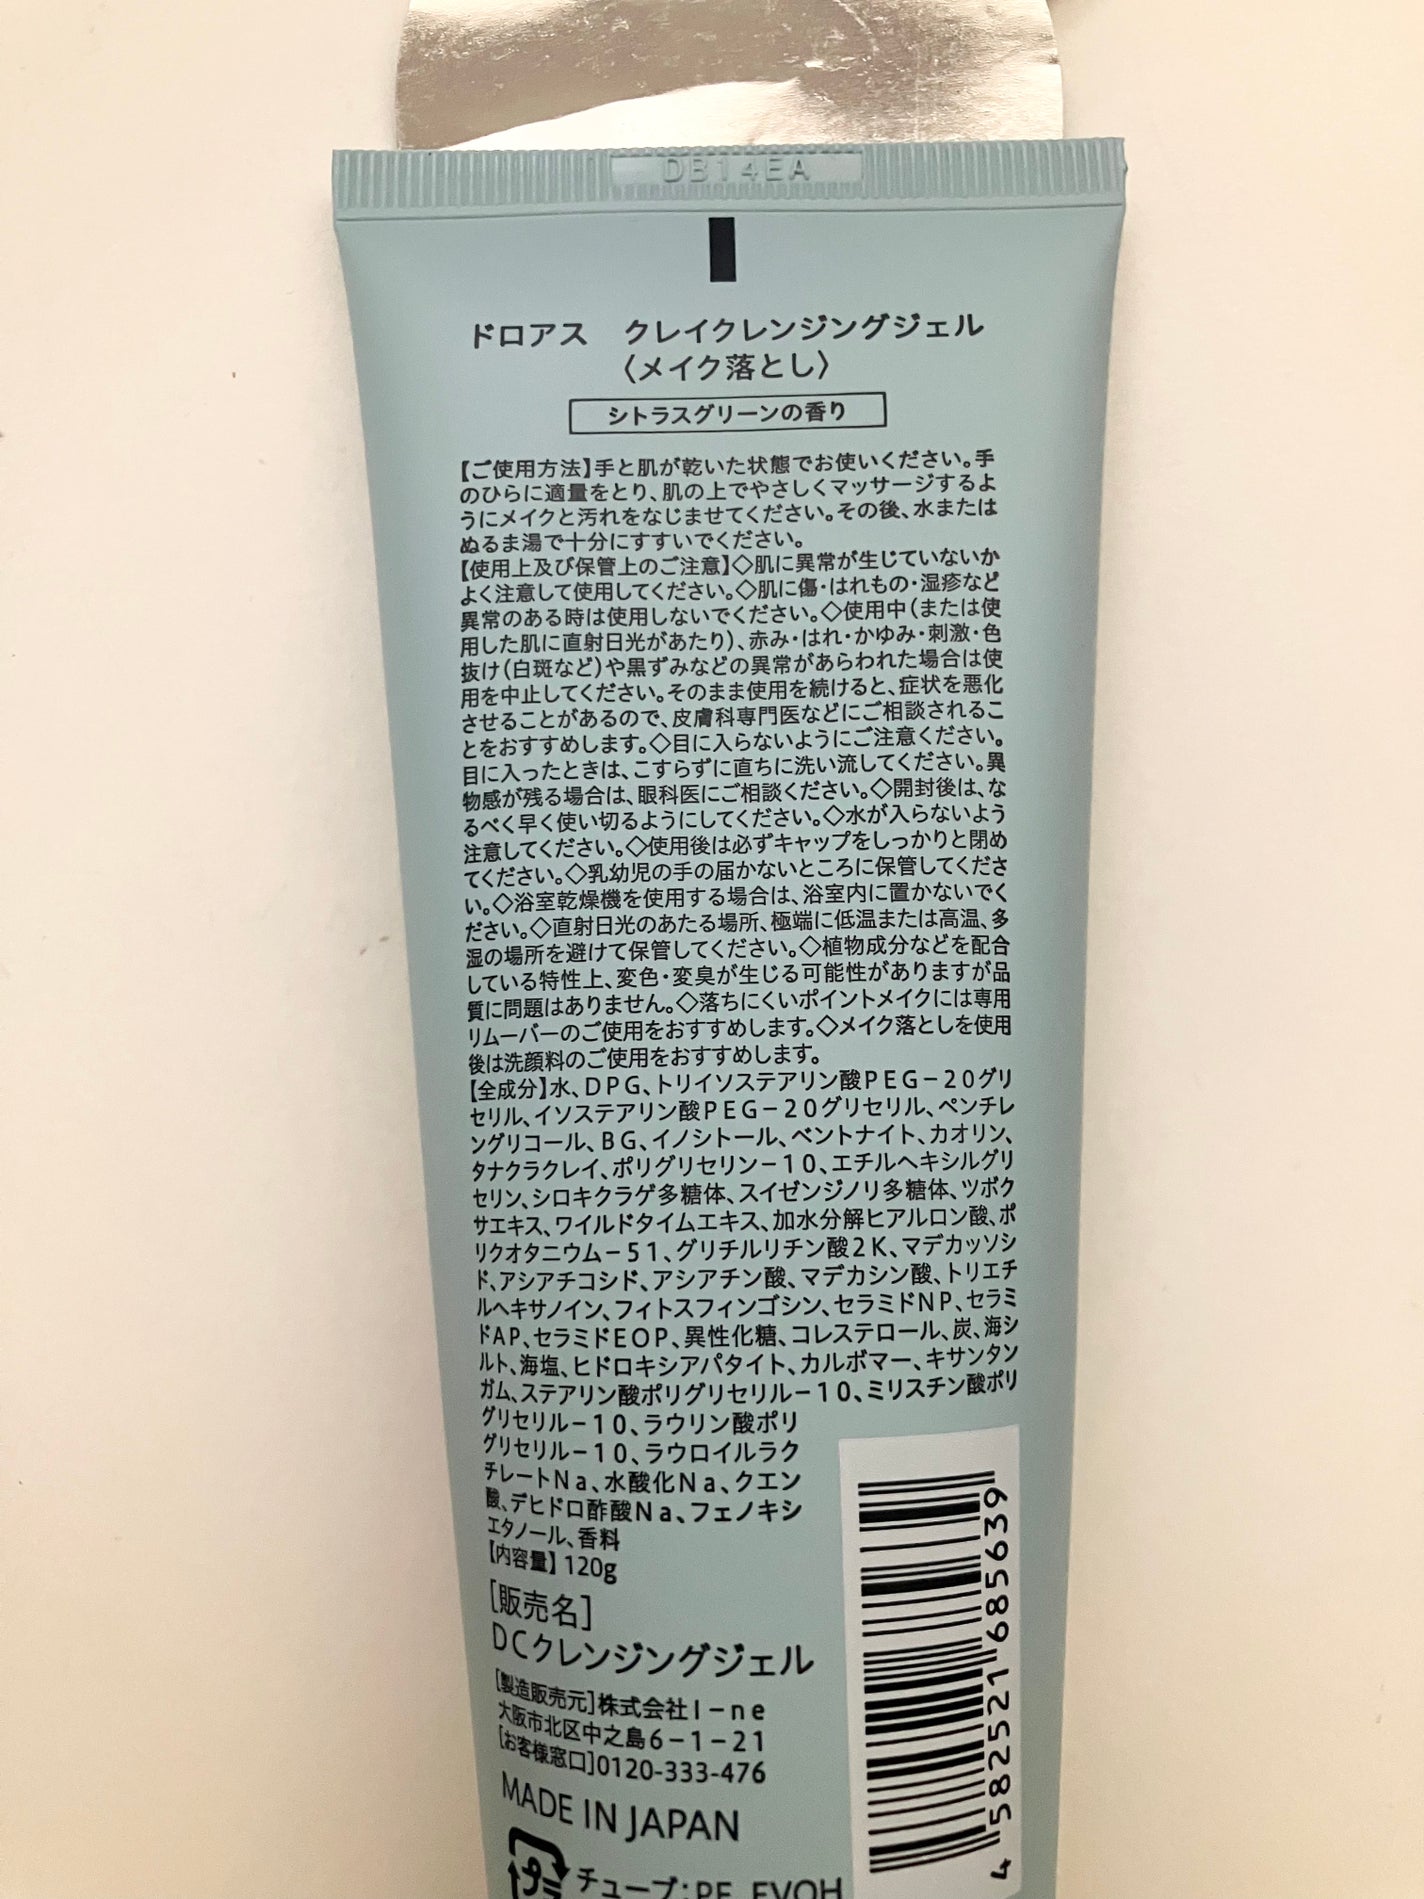 DB14EA
ドロアス　クレイクレンジングジェル
〈メイク落とし〉
シトラスグリーンの香り
【ご使用方法】手と肌が乾いた状態でお使いください。手
のひらに適量をとり、肌の上でやさしくマッサージするよ
うにメイクと汚れをなじませてください。その後、水または
ぬるま湯で十分にすすいでください。
【使用上及び保管上のご注意】◇肌に異常が生じていないか
よく注意して使用してください。◇肌に傷・はれもの・湿疹など
異常のある時は使用しないでください。◇使用中（または使
用した肌に直射日光があたり）、赤み・はれ・かゆみ・刺激・色
抜け（白斑など）や黒ずみなどの異常があらわれた場合は使
用を中止してください。そのまま使用を続けると、症状を悪化
させることがあるので、皮膚科専門医などにご相談されるこ
とをおすすめします。◇目に入らないようにご注意ください。
目に入ったときは、こすらずに直ちに洗い流してください。異
物感が残る場合は、眼科医にご相談ください。◇開封後は、な
るべく早く使い切るようにしてください。◇水が入らないよう
注意してください。◇使用後は必ずキャップをしっかりと閉め
てください。◇乳幼児の手の届かないところに保管してくださ
い。◇浴室乾燥機を使用する場合は、浴室内に置かないでく
ださい。◇直射日光のあたる場所、極端に低温または高温、多
湿の場所を避けて保管してください。◇植物成分などを配合
している特性上、変色・変臭が生じる可能性がありますが品
質に問題はありません。◇落ちにくいポイントメイクには専用
リムーバーのご使用をおすすめします。◇メイク落としを使用
後は洗顔料のご使用をおすすめします。
【全成分】水、DPG、トリイソステアリン酸PEG－20グリ
セリル、イソステアリン酸PEG－20グリセリル、ペンチレ
ングリコール、BG、イノシトール、ベントナイト、カオリン、
タナクラクレイ、ポリグリセリン－10、エチルヘキシルグリ
セリン、シロキクラゲ多糖体、スイゼンジノリ多糖体、ツボク
サエキス、ワイルドタイムエキス、加水分解ヒアルロン酸、ポ
リクオタニウム－51、グリチルリチン酸2K、マデカッソシ
ド、アシアチコシド、アシアチン酸、マデカシン酸、トリエチ
ルヘキサノイン、フィトスフィンゴシン、セラミドNP、セラミ
ドAP、セラミドEOP、異性化糖、コレステロール、炭、海シ
ルト、海塩、ヒドロキシアパタイト、カルボマー、キサンタン
ガム、ステアリン酸ポリグリセリル－10、ミリスチン酸ポリ
グリセリル－10、ラウリン酸ポリ
グリセリル－10、ラウロイルラク
チレートNa、水酸化Na、クエン
酸、デヒドロ酢酸Na、フェノキシ
エタノール、香料
【内容量】120g
［販売名］
DCクレンジングジェル
［製造販売元］株式会社I－ne
大阪市北区中之島6－1－21
［お客様窓口］0120-333-476
MADE IN JAPAN
プラ チューブ：PE、EVOH
4 582521 685639